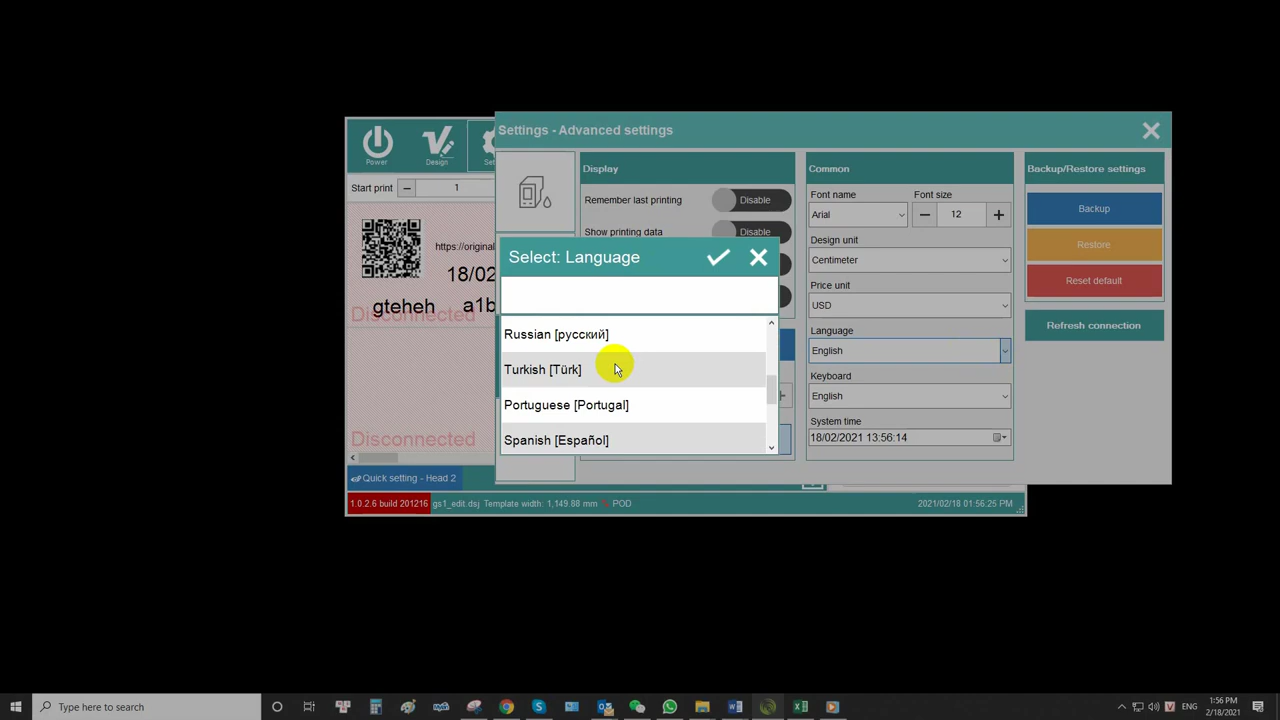 Settings - Advanced settings
Power
Design
Set
Start print
1
https://original
18/02
gteheh
a1b
Disconnected
Disconnected
Quick setting - Head 2
1.0.2.6 build 201216
gs1_edit.dsj
Template width: 1,149.88 mm
POD
2021/02/18 01:56:25 PM
Display
Remember last printing
Disable
Show printing data
Disable
Select: Language
Russian [русский]
Turkish [Türk]
Portuguese [Portugal]
Spanish [Español]
Common
Font name
Font size
Arial
12
Design unit
Centimeter
Price unit
USD
Language
English
Keyboard
English
System time
18/02/2021 13:56:14
Backup/Restore settings
Backup
Restore
Reset default
Refresh connection
Type here to search
ENG
1:56 PM
2/18/2021